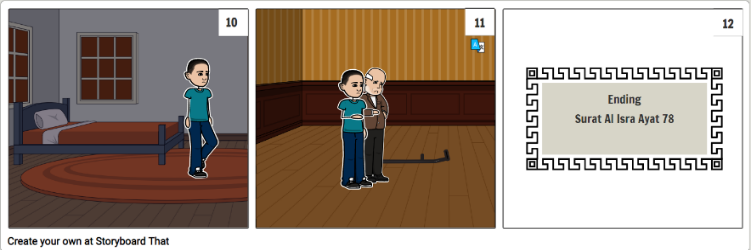 10
11
12
Ending
Surat Al Isra Ayat 78
Create your own at Storyboard That